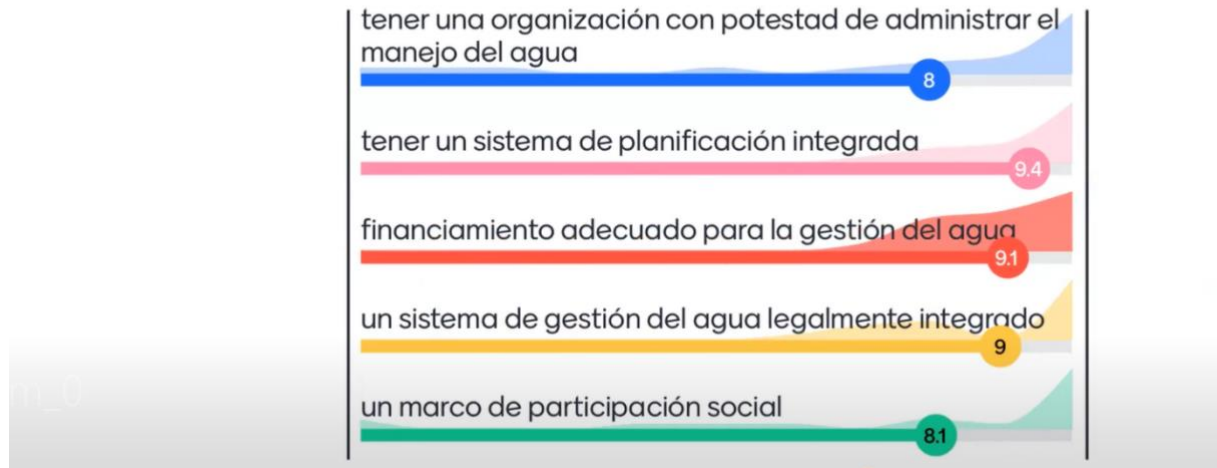 tener una organización con potestad de administrar el
manejo del agua
8
tener un sistema de planificación integrada
9.4
financiamiento adecuado para la gestión del agua
9.1
un sistema de gestión del agua legalmente integrado
9
un marco de participación social
8.1